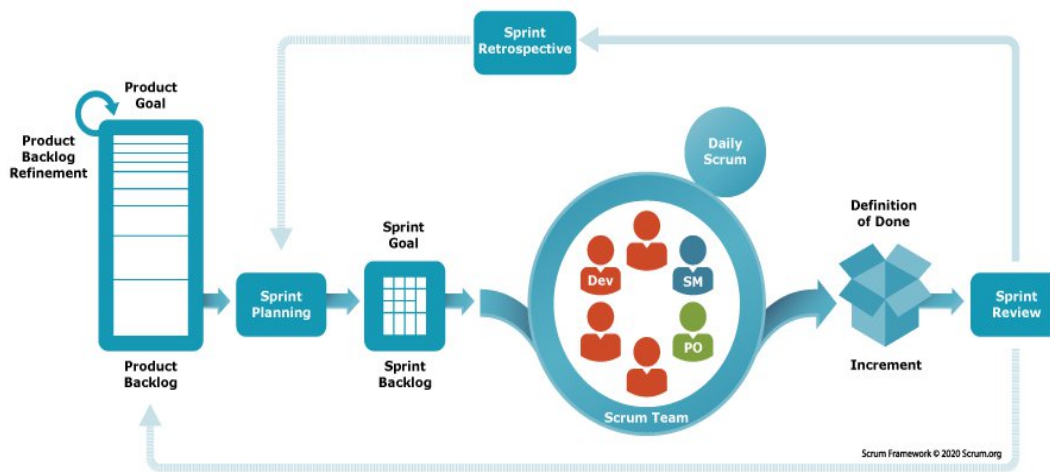 Sprint
Retrospective
Product
Goal
Product
Backlog
Refinement
Daily
Scrum
Definition
of Done
Sprint
Goal
Dev
SM
Sprint
Planning
Sprint
Review
PO
Product
Backlog
Sprint
Backlog
Increment
Scrum Team
Scrum Framework © 2020 Scrum.org